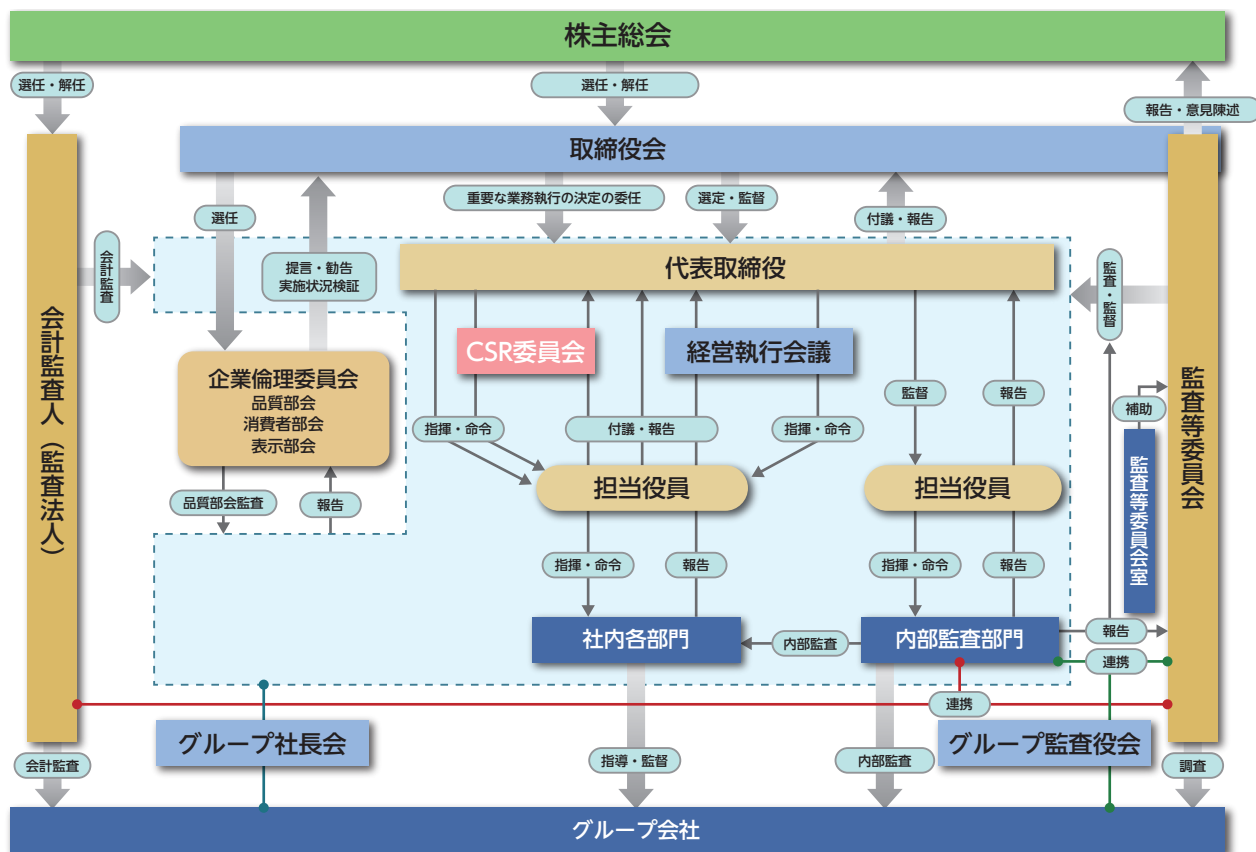 株主総会
選任・解任
選任・解任
報告・意見陳述
取締役会
選任
重要な業務執行の決定の委任
選定・監督
付議・報告
会計監査
提言・勧告
実施状況検証
代表取締役
監査・監督
会計監査人（監査法人）
監査等委員会
CSR委員会
経営執行会議
企業倫理委員会
品質部会
消費者部会
表示部会
監督
報告
補助
指揮・命令
付議・報告
指揮・命令
監査等委員会室
担当役員
担当役員
品質部会監査
報告
指揮・命令
報告
指揮・命令
報告
社内各部門
内部監査
内部監査部門
報告
連携
連携
グループ社長会
グループ監査役会
会計監査
指導・監督
内部監査
調査
グループ会社